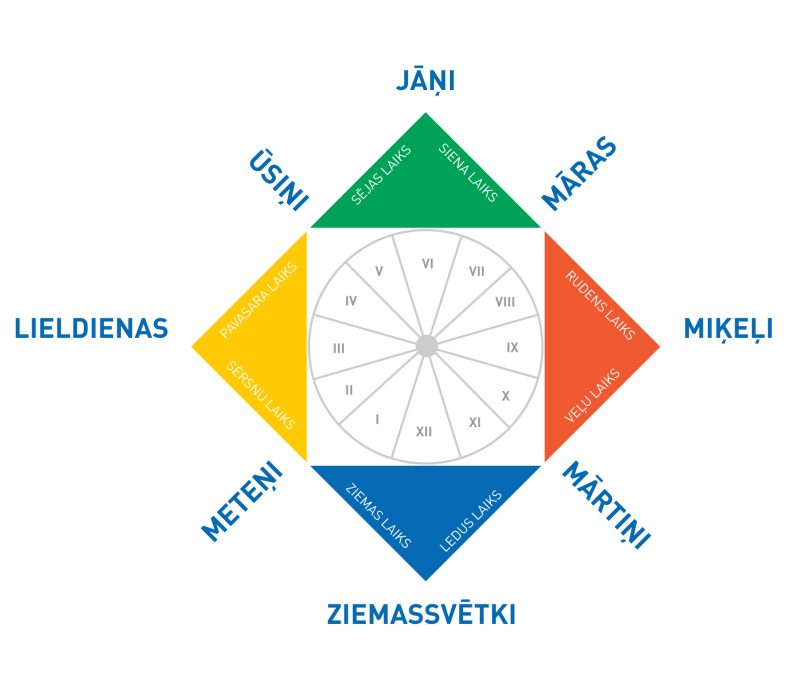 JĀŅI
ŪSIŅI
MĀRAS
SĒJAS LAIKS
SIENA LAIKS
LIELDIENAS
MIĶEĻI
PAVASARA LAIKS
SĒRSNU LAIKS
RUDENS LAIKS
VEĻU LAIKS
VI
V
VII
IV
VIII
III
IX
II
X
I
XI
XII
METEŅI
MĀRTIŅI
ZIEMAS LAIKS
LEDUS LAIKS
ZIEMASSVĒTKI